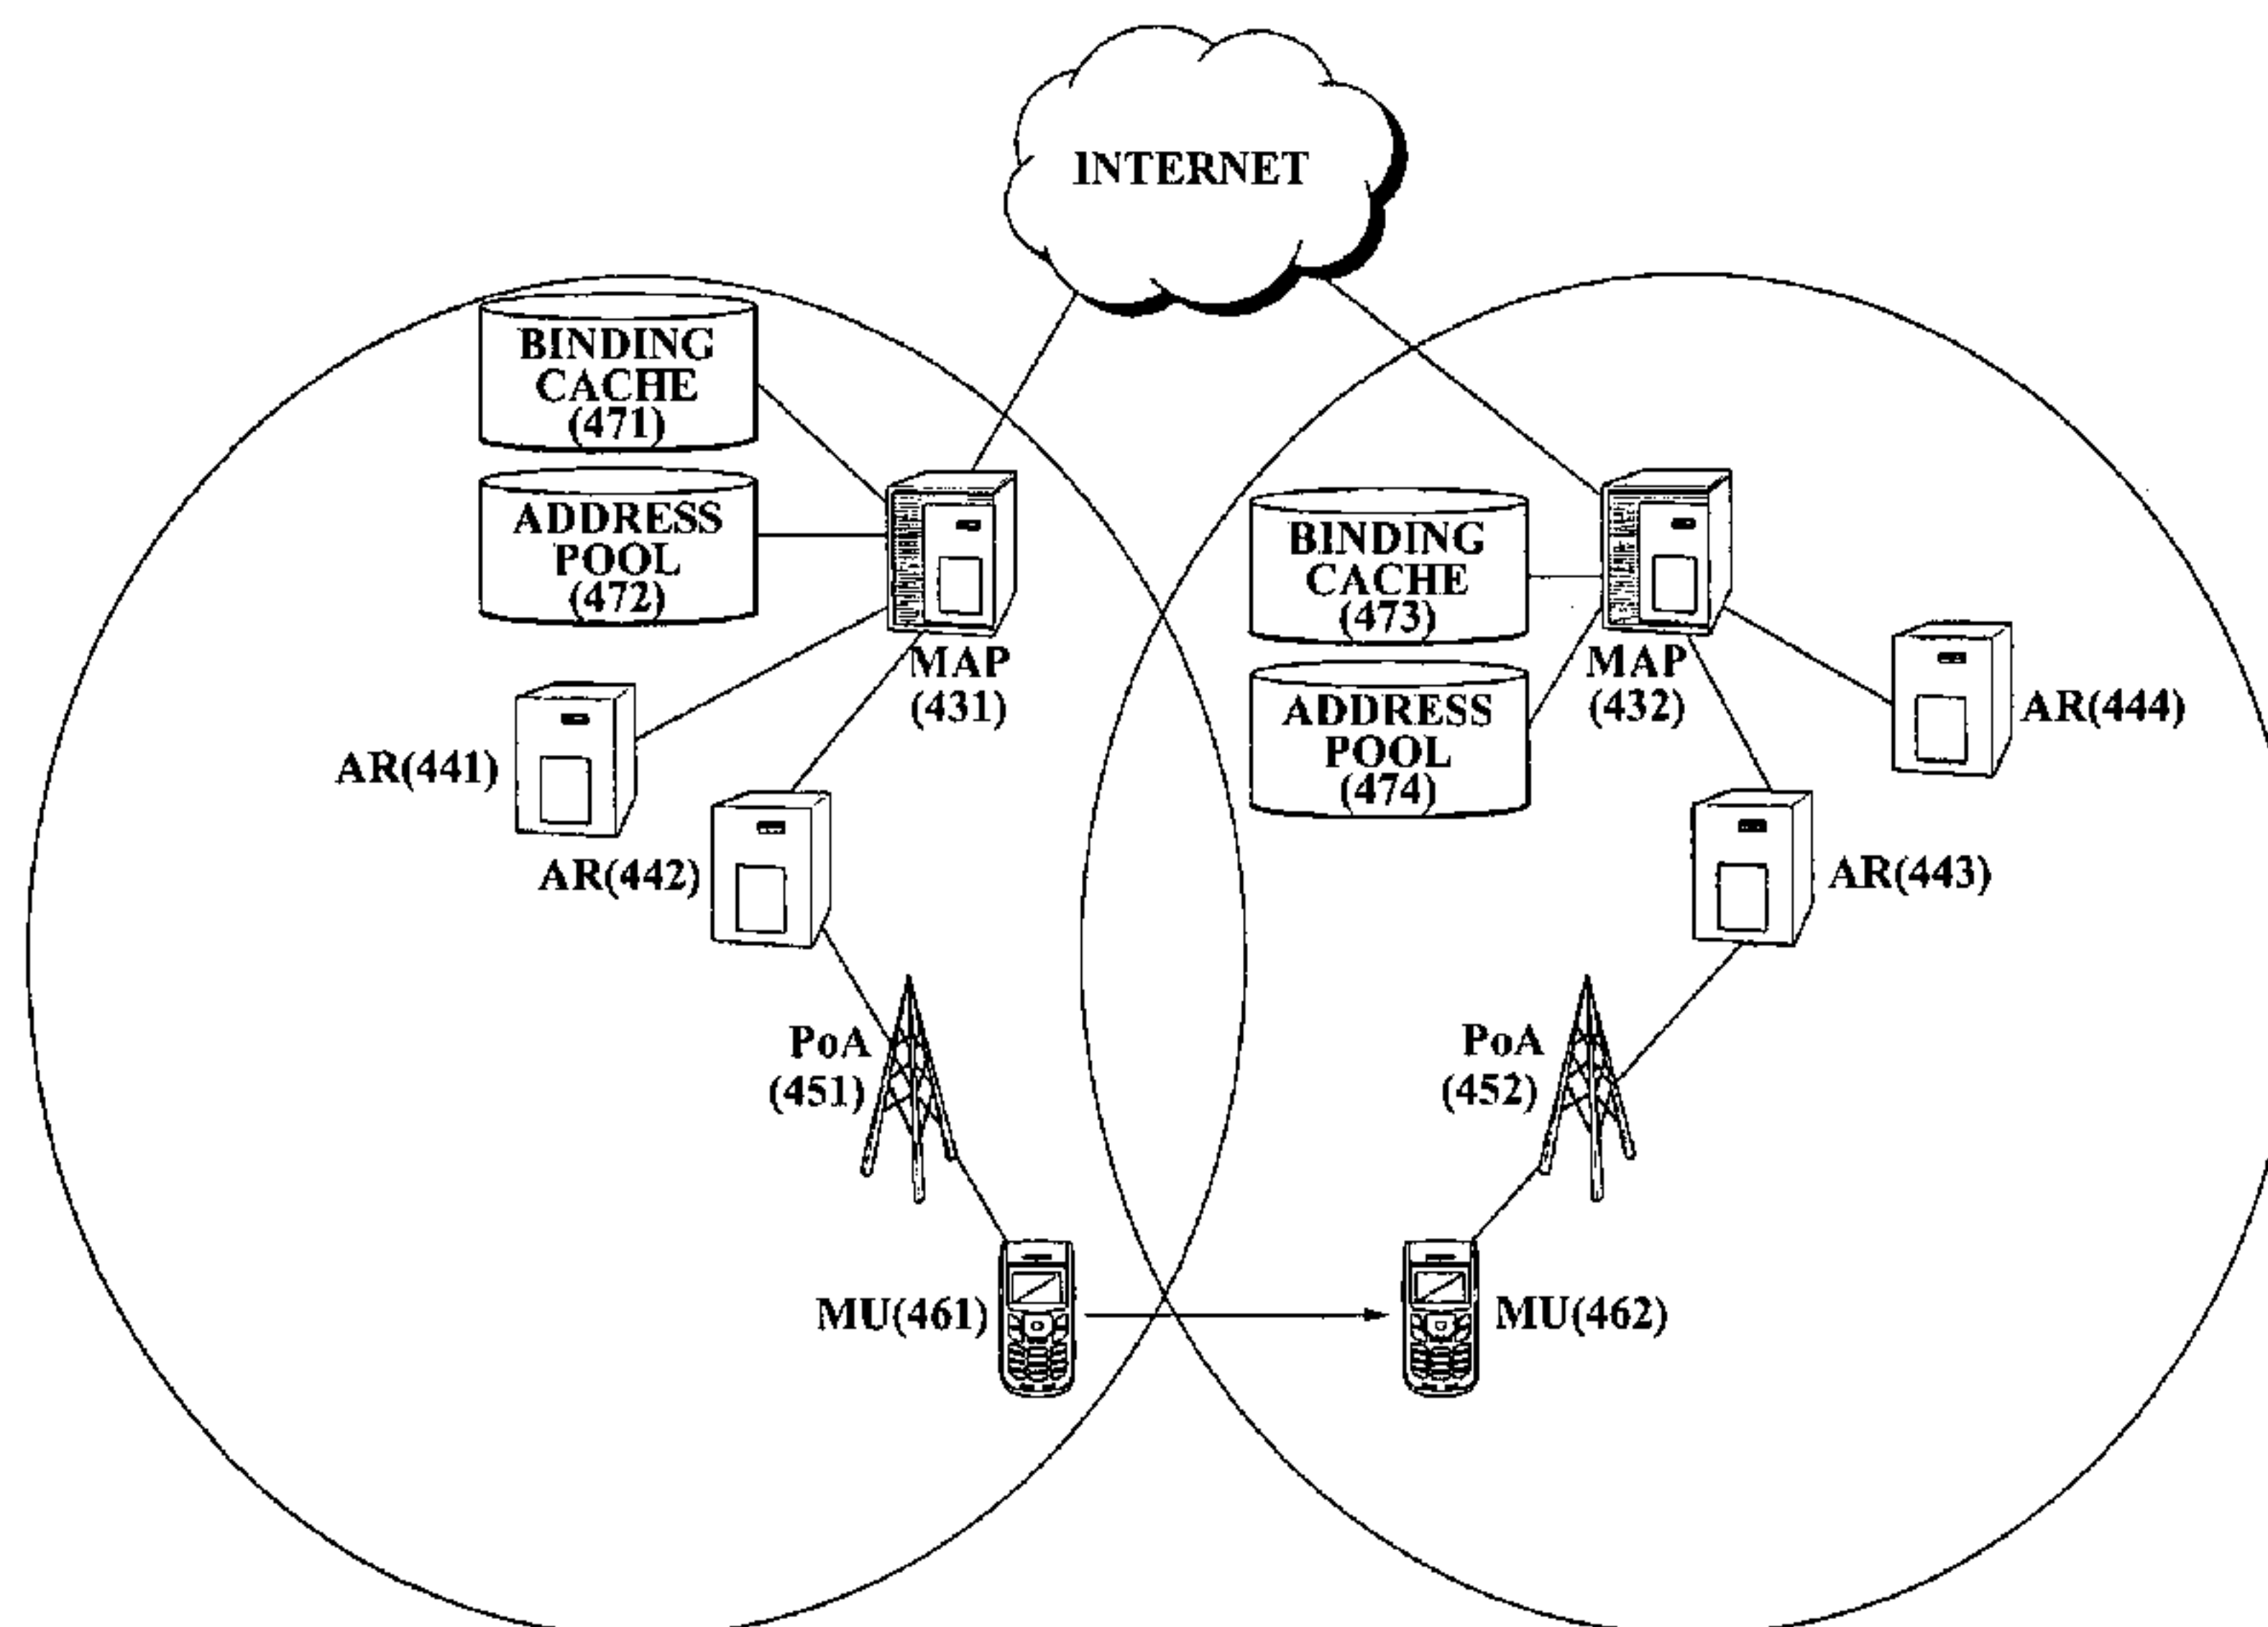 INTERNET
BINDING
CACHE
(471)
ADDRESS
POOL
(472)
MAP
(431)
AR(441)
AR(442)
PoA
(451)
MU(461)
BINDING
CACHE
(473)
ADDRESS
POOL
(474)
MAP
(432)
AR(444)
AR(443)
PoA
(452)
MU(462)